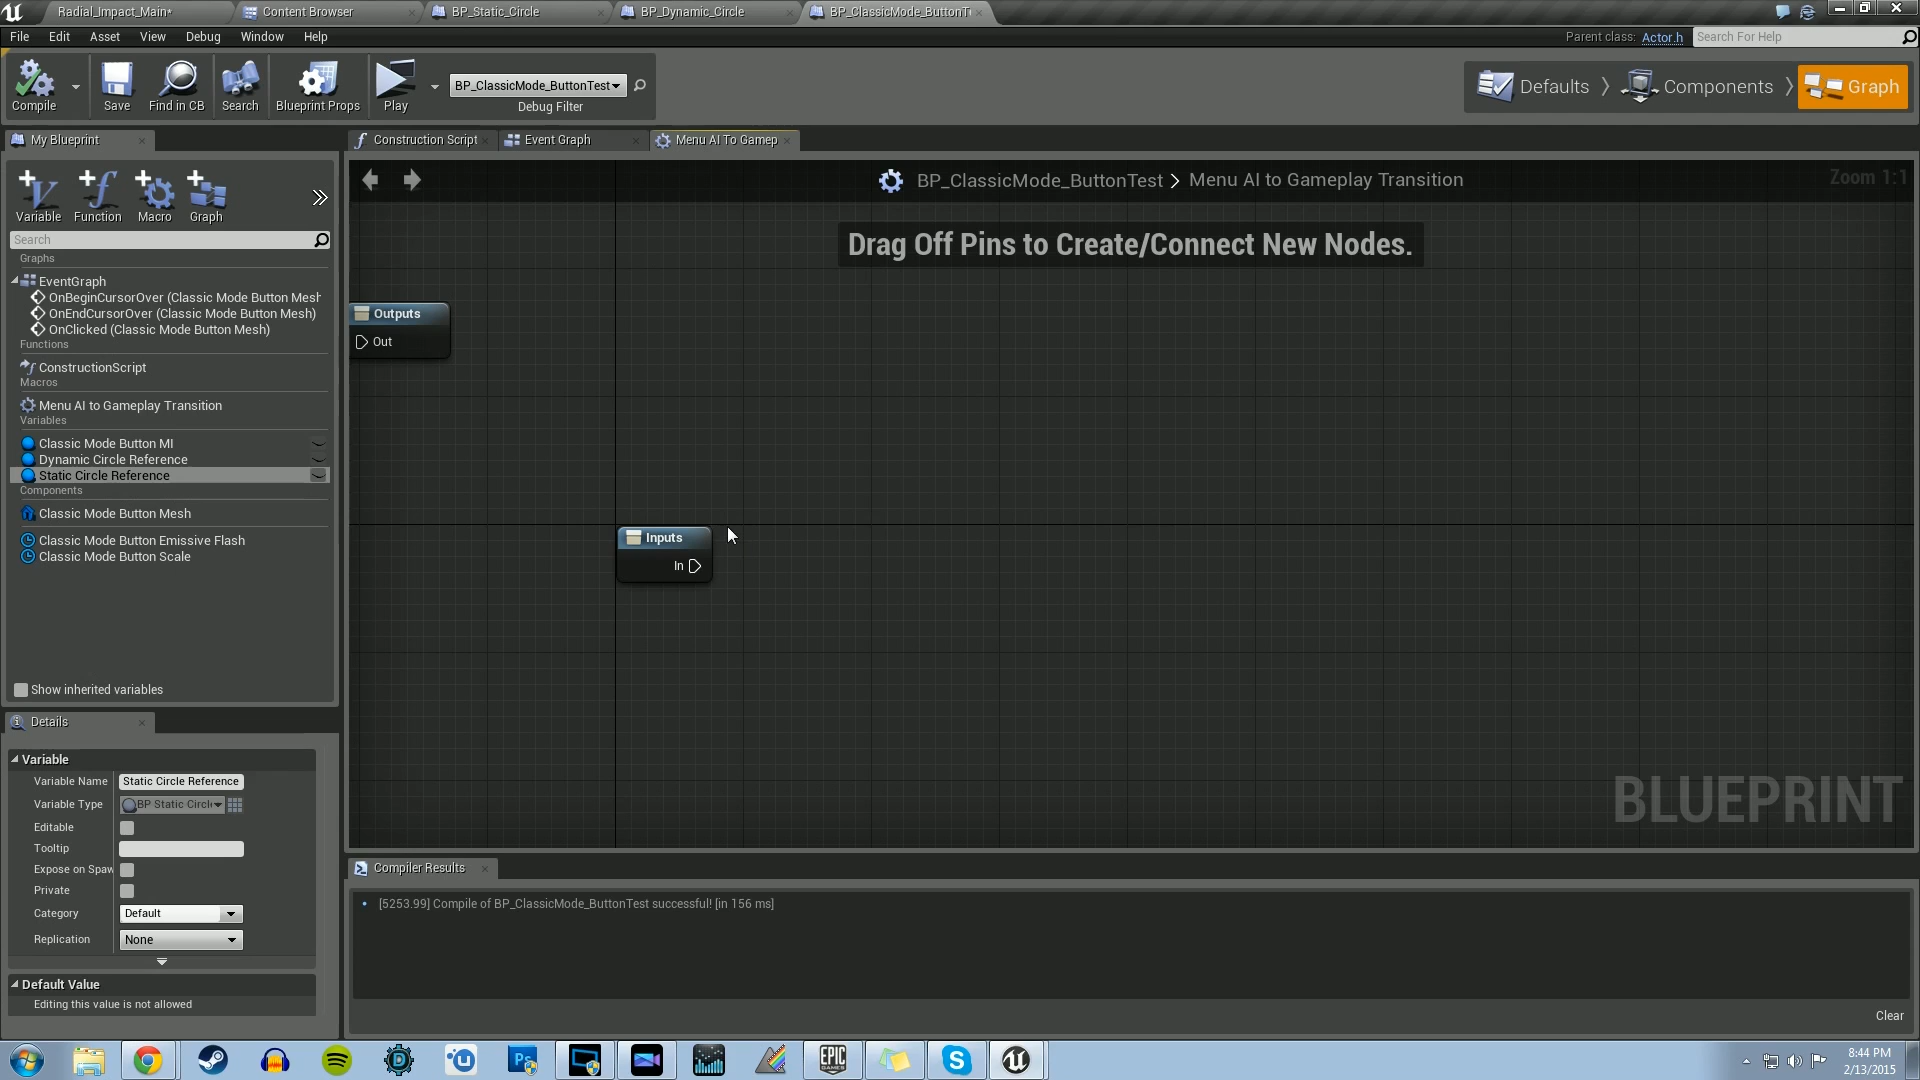 Radial_Impact_Main*
Content Browser
BP_Static_Circle
BP_Dynamic_Circle
BP_ClassicMode_ButtonT
File Edit Asset View Debug Window Help
Parent class: Actor.h
Search For Help
Compile
Save
Find in CB
Search
Blueprint Props
Play
BP_ClassicMode_ButtonTest
Debug Filter
Defaults
Components
Graph
My Blueprint
Construction Script
Event Graph
Menu AI To Gamep
Variable
Function
Macro
Graph
Search
Graphs
EventGraph
OnBeginCursorOver (Classic Mode Button Mesh
OnEndCursorOver (Classic Mode Button Mesh)
OnClicked (Classic Mode Button Mesh)
Functions
ConstructionScript
Macros
Menu AI to Gameplay Transition
Variables
Classic Mode Button MI
Dynamic Circle Reference
Static Circle Reference
Components
Classic Mode Button Mesh
Classic Mode Button Emissive Flash
Classic Mode Button Scale
Show inherited variables
BP_ClassicMode_ButtonTest > Menu AI to Gameplay Transition
Zoom 1:1
Drag Off Pins to Create/Connect New Nodes.
Outputs
Out
Inputs
In
BLUEPRINT
Details
Variable
Variable Name Static Circle Reference
Variable Type BP Static Circl
Editable
Tooltip
Expose on Spaw
Private
Category Default
Replication None
Default Value
Editing this value is not allowed
Compiler Results
• [5253.99] Compile of BP_ClassicMode_ButtonTest successful! [in 156 ms]
Clear
Ps
EPIC
GAMES
8:44 PM
2/13/2015